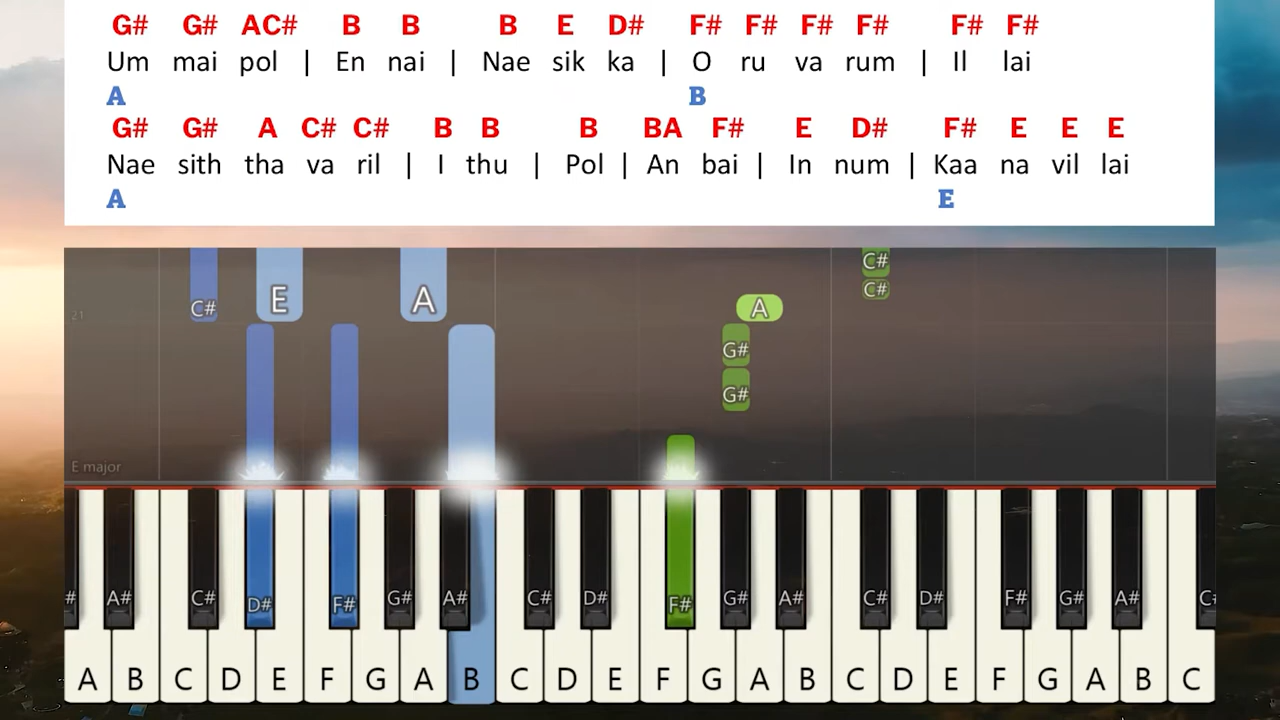 G# G# AC# B B B E D# F# F# F# F# F# F#
Um mai pol | En nai | Nae sik ka | O ru va rum | Il lai
A B
G# G# A C# C# B B B BA F# E D# F# E E E
Nae sith tha va ril | I thu | Pol | An bai | In num | Kaa na vil lai
A E
C#
C# E A A C#
21
G#
G#
E major
# A# C# D# F# G# A# C# D# F# G# A# C# D# F# G# A# C#
A B C D E F G A B C D E F G A B C D E F G A B C